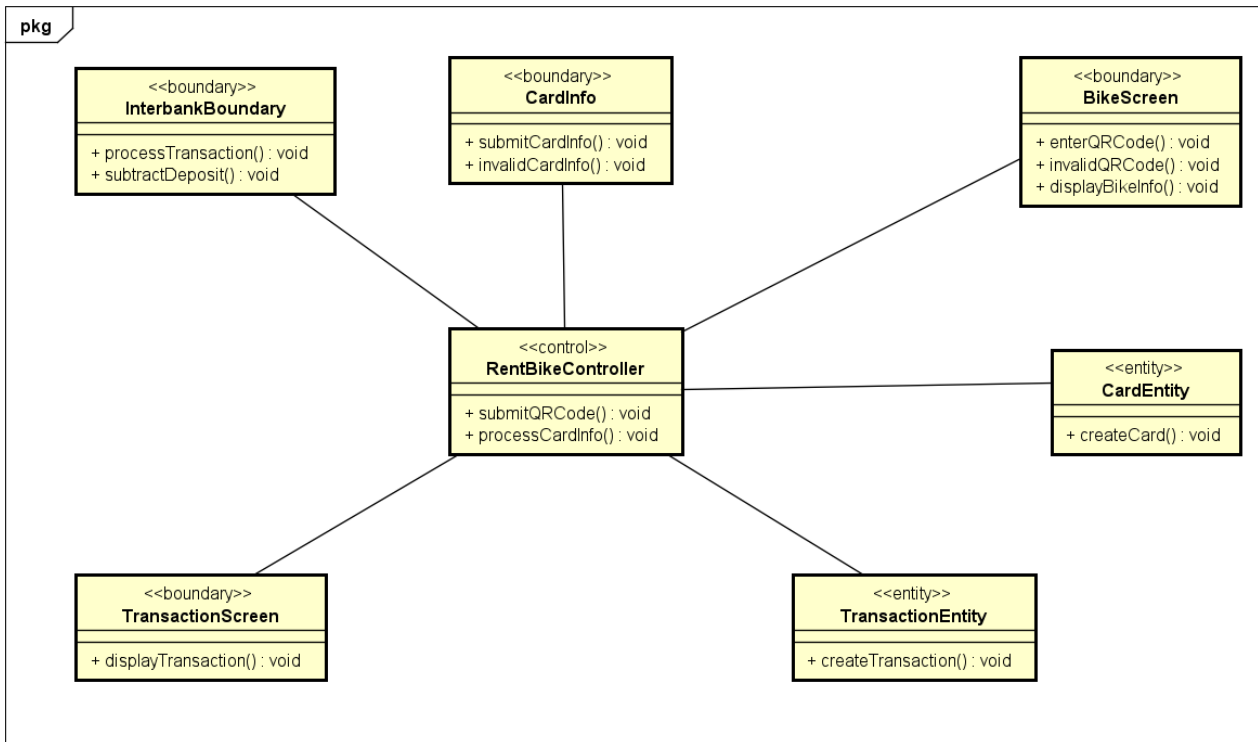 pkg
<<boundary>>
InterbankBoundary
+ processTransaction() : void
+ subtractDeposit() : void
<<boundary>>
CardInfo
+ submitCardInfo() : void
+ invalidCardInfo() : void
<<boundary>>
BikeScreen
+ enterQRCode() : void
+ invalidQRCode() : void
+ displayBikeInfo() : void
<<control>>
RentBikeController
+ submitQRCode() : void
+ processCardInfo() : void
<<entity>>
CardEntity
+ createCard() : void
<<boundary>>
TransactionScreen
+ displayTransaction() : void
<<entity>>
TransactionEntity
+ createTransaction() : void